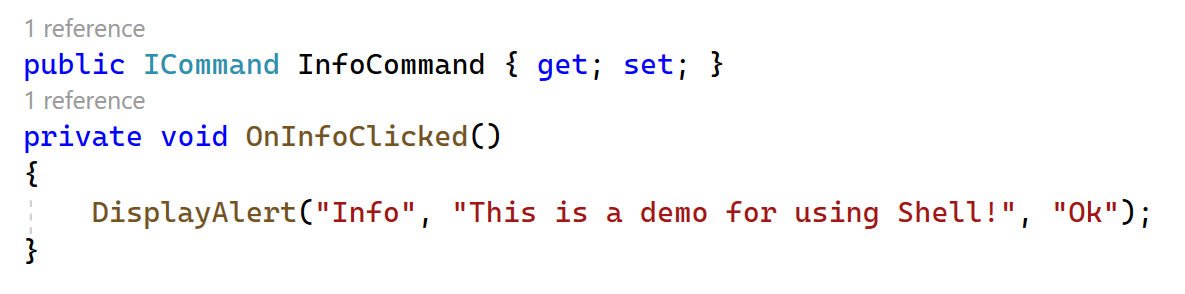 1 reference
public ICommand InfoCommand { get; set; }
1 reference
private void OnInfoClicked()
{
    DisplayAlert("Info", "This is a demo for using Shell!", "Ok");
}